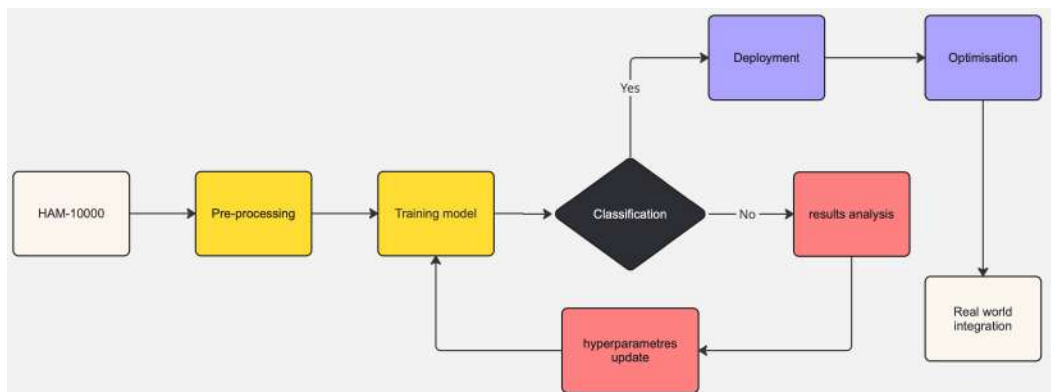 Deployment
Optimisation
Yes
HAM-10000
Pre-processing
Training model
Classification
No
results analysis
hyperparametres
update
Real world
integration